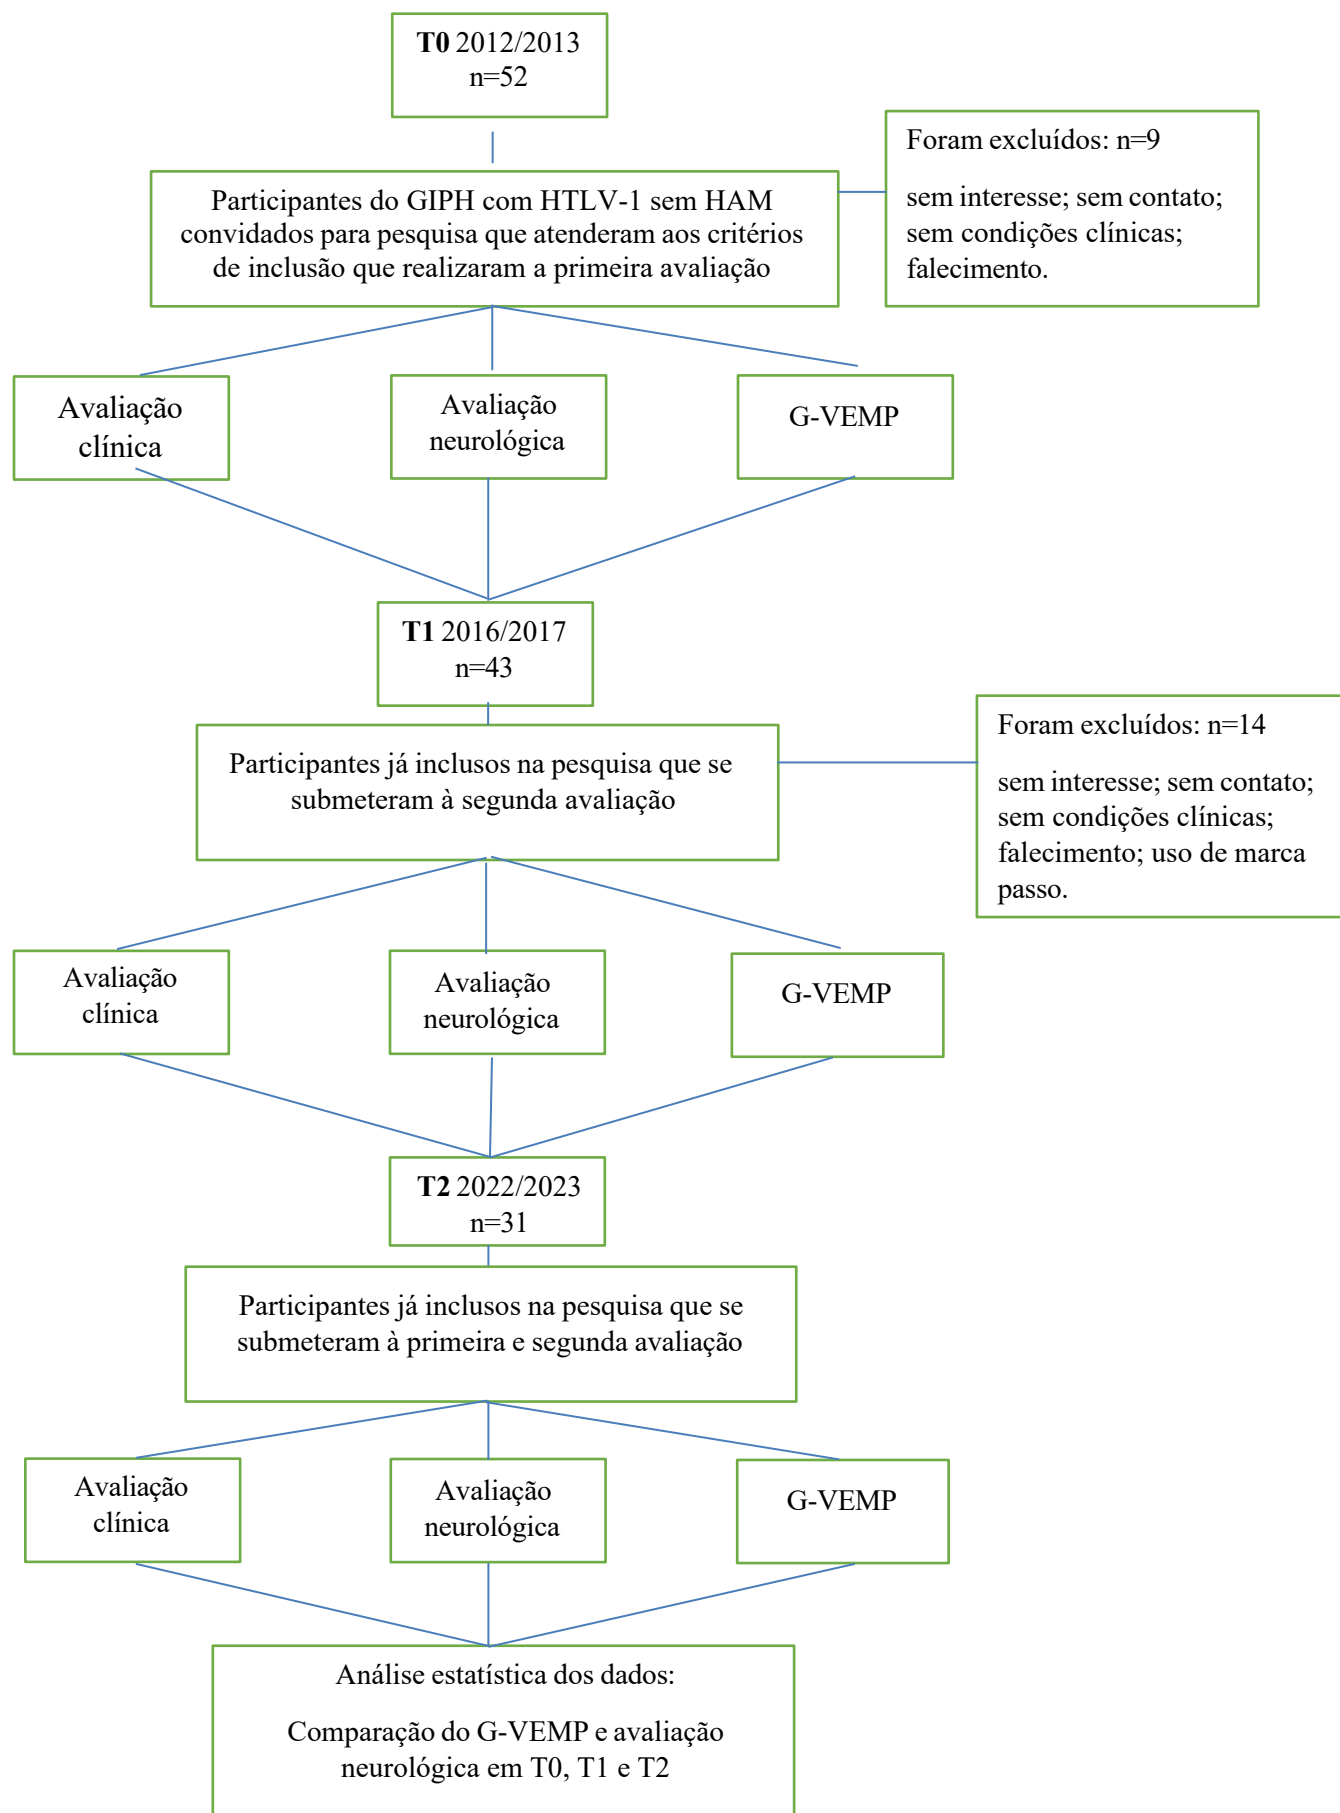 T0 2012/2013
n=52
Foram excluídos: n=9
sem interesse; sem contato;
sem condições clínicas;
falecimento.
Participantes do GIPH com HTLV-1 sem HAM
convidados para pesquisa que atenderam aos critérios
de inclusão que realizaram a primeira avaliação
Avaliação
clínica
Avaliação
neurológica
G-VEMP
T1 2016/2017
n=43
Foram excluídos: n=14
sem interesse; sem contato;
sem condições clínicas;
falecimento; uso de marca
passo.
Participantes já inclusos na pesquisa que se
submeteram à segunda avaliação
Avaliação
clínica
Avaliação
neurológica
G-VEMP
T2 2022/2023
n=31
Participantes já inclusos na pesquisa que se
submeteram à primeira e segunda avaliação
Avaliação
clínica
Avaliação
neurológica
G-VEMP
Análise estatística dos dados:
Comparação do G-VEMP e avaliação
neurológica em T0, T1 e T2